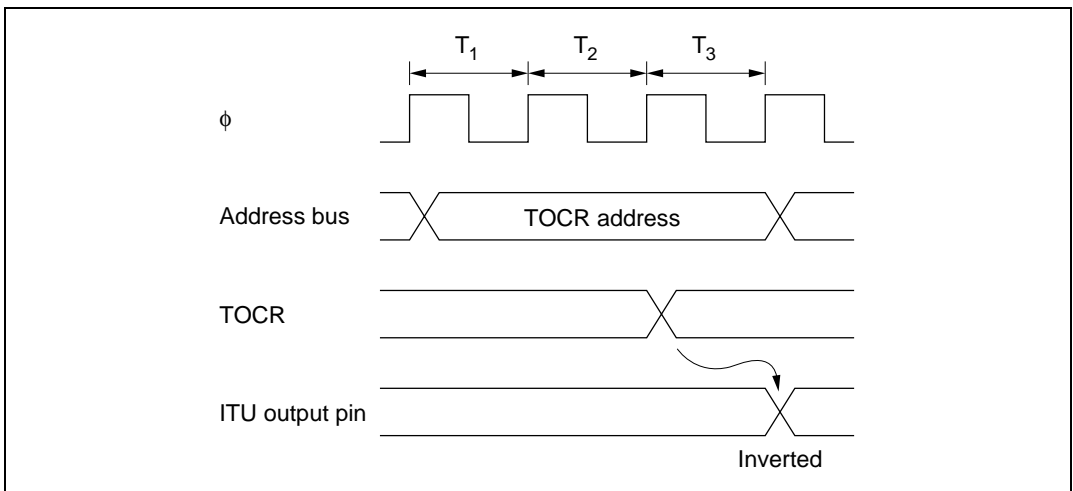 T1 T2 T3
φ
Address bus TOCR address
TOCR
ITU output pin
Inverted